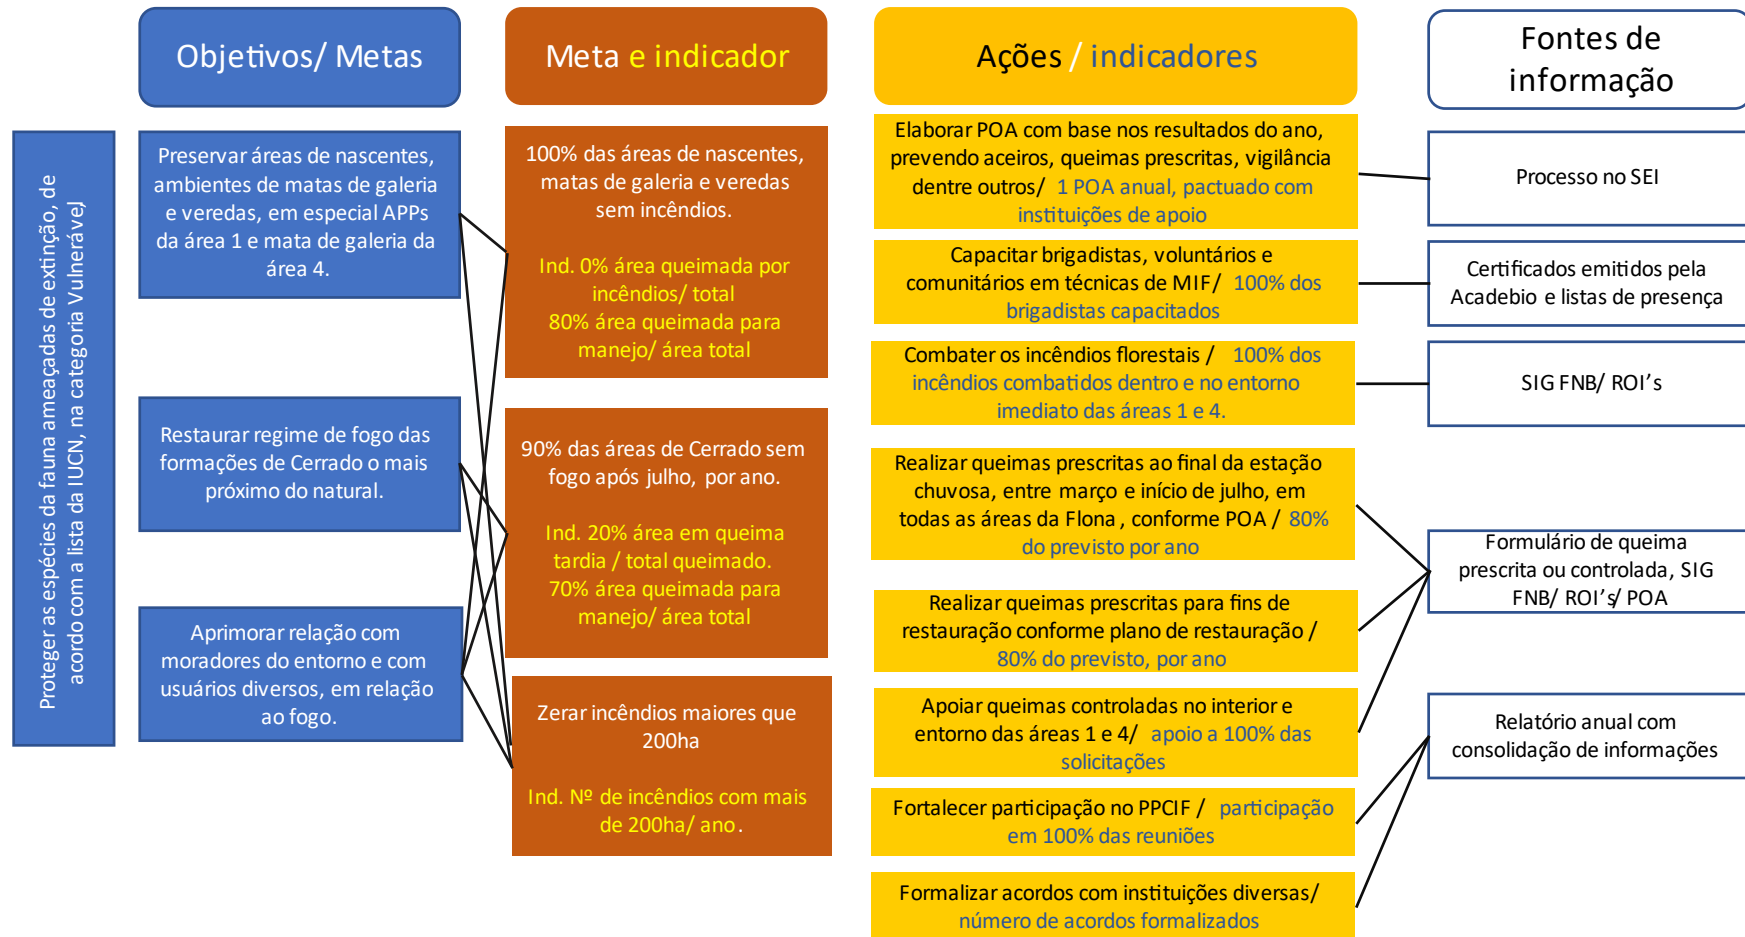 Objetivos/ Metas
Meta e indicador
Ações / indicadores
Fontes de
informação
Proteger as espécies da fauna ameaçadas de extinção, de
acordo com a lista da IUCN, na categoria Vulnerável,
Preservar áreas de nascentes,
ambientes de matas de galeria
e veredas, em especial APPs
da área 1 e mata de galeria da
área 4.
Restaurar regime de fogo das
formações de Cerrado o mais
próximo do natural.
Aprimorar relação com
moradores do entorno e com
usuários diversos, em relação
ao fogo.
100% das áreas de nascentes,
matas de galeria e veredas
sem incêndios.
Ind. 0% área queimada por
incêndios/ total
80% área queimada para
manejo/ área total
90% das áreas de Cerrado sem
fogo após julho, por ano.
Ind. 20% área em queima
tardia / total queimado.
70% área queimada para
manejo/ área total
Zerar incêndios maiores que
200ha
Ind. Nº de incêndios com mais
de 200ha/ ano.
Elaborar POA com base nos resultados do ano,
prevendo aceiros, queimas prescritas, vigilância
dentre outros/ 1 POA anual, pactuado com
instituições de apoio
Capacitar brigadistas, voluntários e
comunitários em técnicas de MIF/ 100% dos
brigadistas capacitados
Combater os incêndios florestais / 100% dos
incêndios combatidos dentro e no entorno
imediato das áreas 1 e 4.
Realizar queimas prescritas ao final da estação
chuvosa, entre março e início de julho, em
todas as áreas da Flona , conforme POA / 80%
do previsto por ano
Realizar queimas prescritas para fins de
restauração conforme plano de restauração /
80% do previsto, por ano
Apoiar queimas controladas no interior e
entorno das áreas 1 e 4/ apoio a 100% das
solicitações
Fortalecer participação no PPCIF / participação
em 100% das reuniões
Formalizar acordos com instituições diversas/
número de acordos formalizados
Processo no SEI
Certificados emitidos pela
Acadebio e listas de presença
SIG FNB/ ROI's
Formulário de queima
prescrita ou controlada, SIG
FNB/ ROI's/ POA
Relatório anual com
consolidação de informações